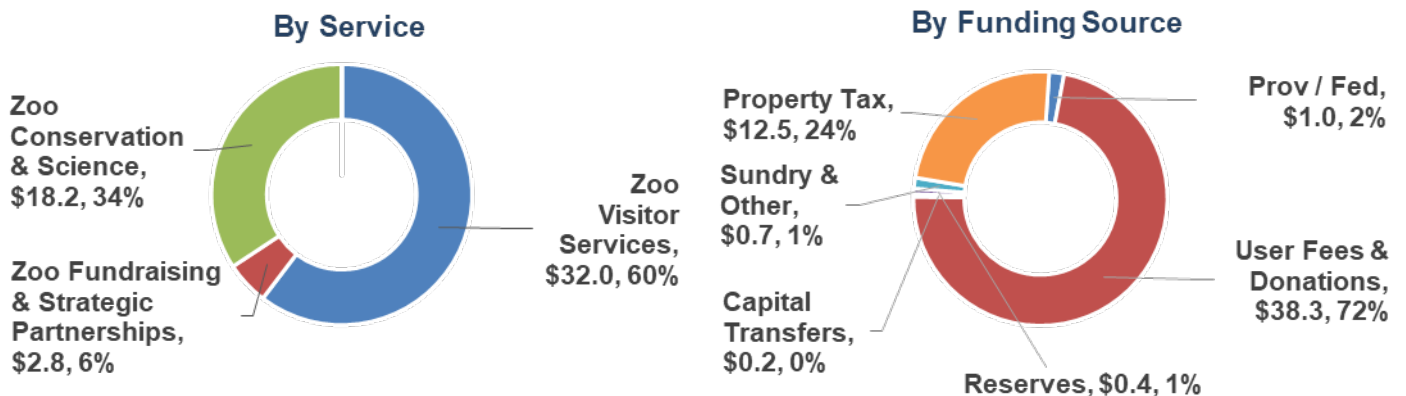 By Service
Zoo
Conservation
& Science,
$18.2, 34%
Zoo Fundraising
& Strategic
Partnerships,
$2.8, 6%
Zoo
Visitor
Services,
$32.0, 60%
By Funding Source
Property Tax,
$12.5, 24%
Sundry &
Other,
$0.7, 1%
Capital
Transfers,
$0.2, 0%
Reserves, $0.4, 1%
Prov / Fed,
$1.0, 2%
User Fees &
Donations,
$38.3, 72%